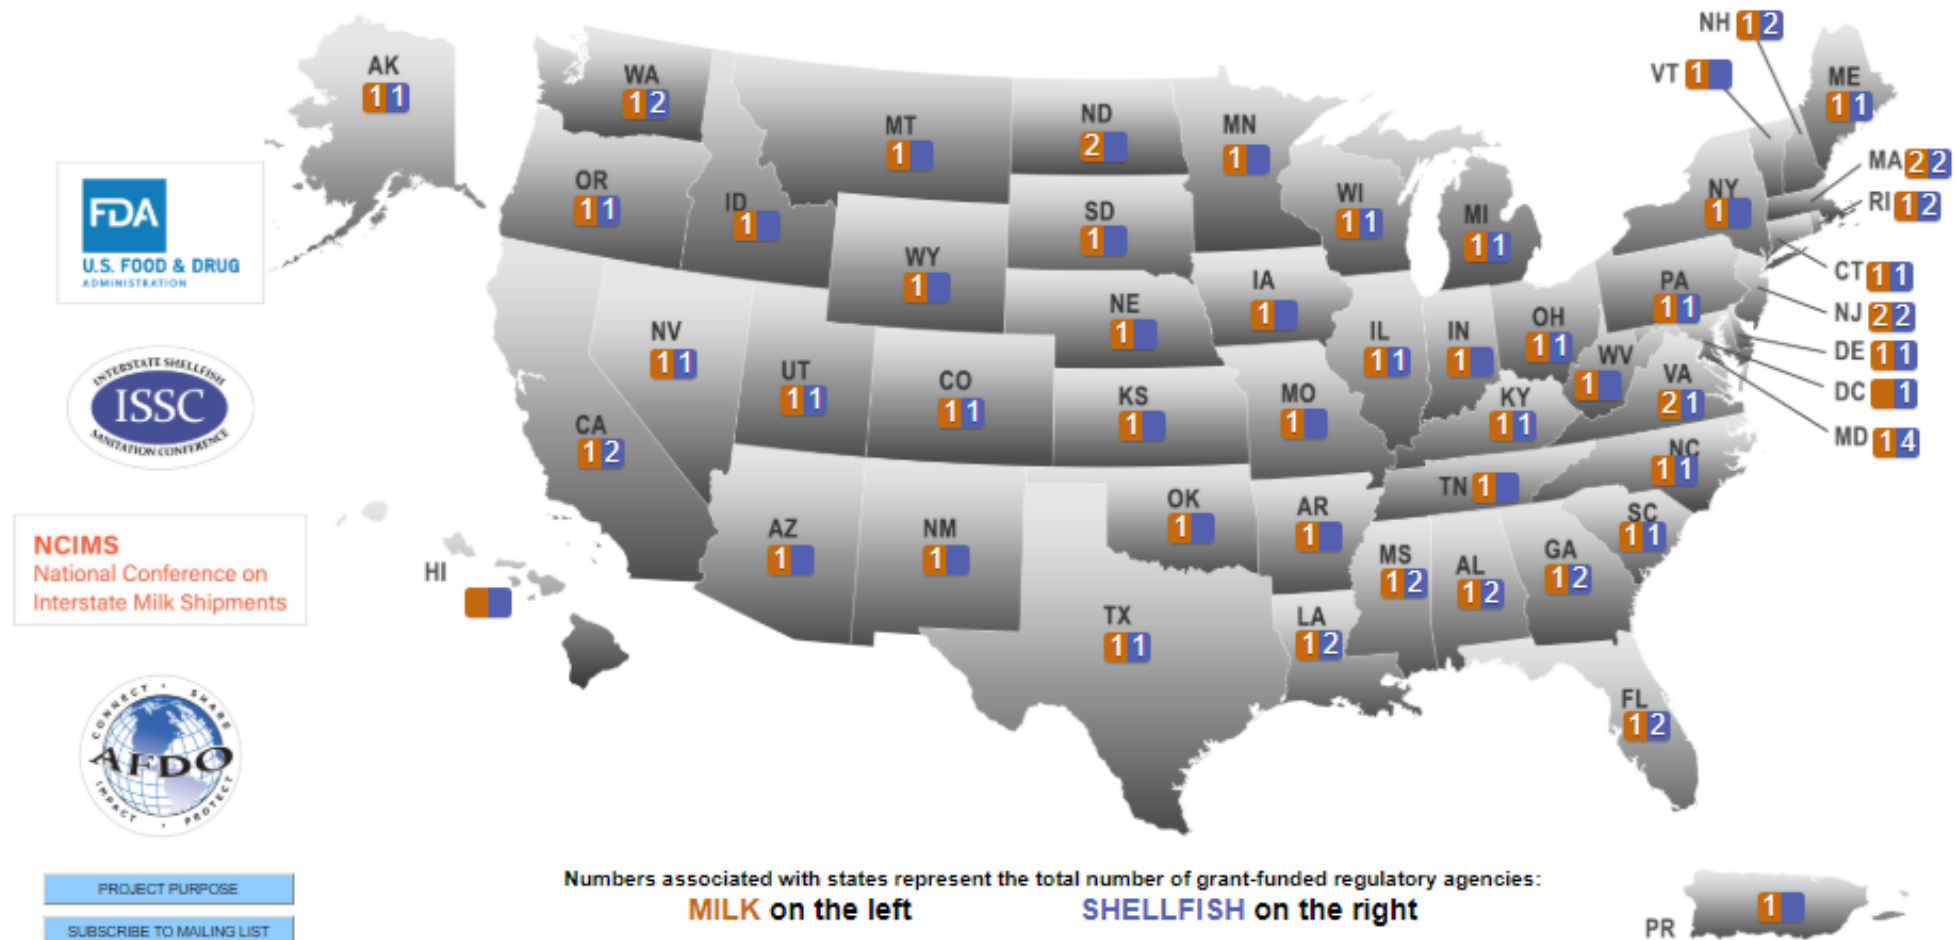 NH 1 2
VT 1
AK
1 1
WA
1 2
ME
1 1
MT
1
ND
2
MN
1
MA 2 2
OR
1 1
ID
1
SD
1
WI
1 1
MI
1 1
NY
1
RI 1 2
WY
1
IA
1
PA
1 1
CT 1 1
NE
1
NV
1 1
IL
1 1
IN
1
OH
1 1
NJ 2 2
WV
1
DE 1 1
UT
1 1
CO
1 1
KS
1
MO
1
KY
1 1
VA
2 1
DC 1
CA
1 2
MD 1 4
NC
1 1
TN 1
AZ
1
NM
1
OK
1
AR
1
SC
1 1
MS
1 2
AL
1 2
GA
1 2
HI
TX
1 1
LA
1 2
FL
1 2
PR
1
FDA
U.S. FOOD & DRUG
ADMINISTRATION
INTERSTATE SHELLFISH
ISSC
SANITATION CONFERENCE
NCIMS
National Conference on
Interstate Milk Shipments
CONNECT • SHARE
AFDO
IMPACT • PROTECT
PROJECT PURPOSE
SUBSCRIBE TO MAILING LIST
Numbers associated with states represent the total number of grant-funded regulatory agencies:
MILK on the left SHELLFISH on the right